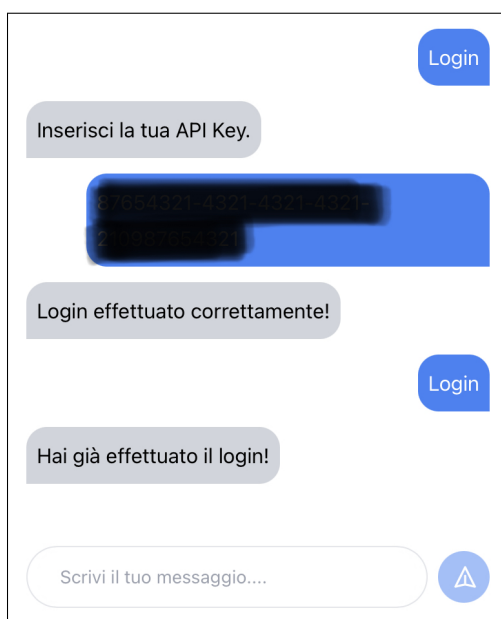 Login
Inserisci la tua API Key.
Login effettuato correttamente!
Login
Hai già effettuato il login!
Scrivi il tuo messaggio....